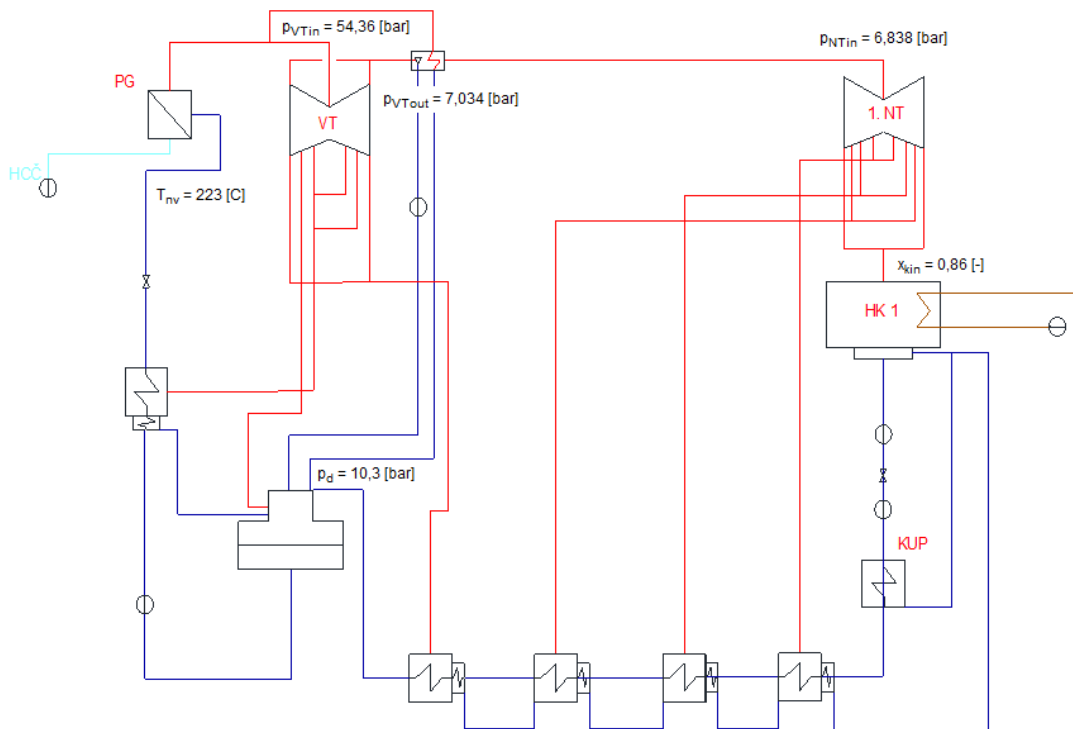 p_VTin = 54,36 [bar]
p_NTin = 6,838 [bar]
PG
p_VTout = 7,034 [bar]
VT
1. NT
HCČ
T_nv = 223 [C]
x_kin = 0,86 [-]
HK 1
p_d = 10,3 [bar]
KUP